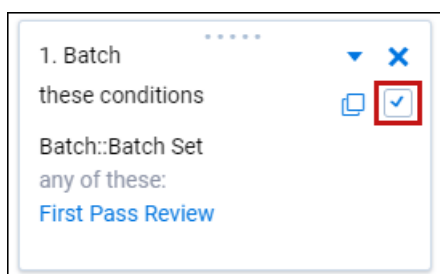 1. Batch
these conditions
Batch::Batch Set
any of these:
First Pass Review